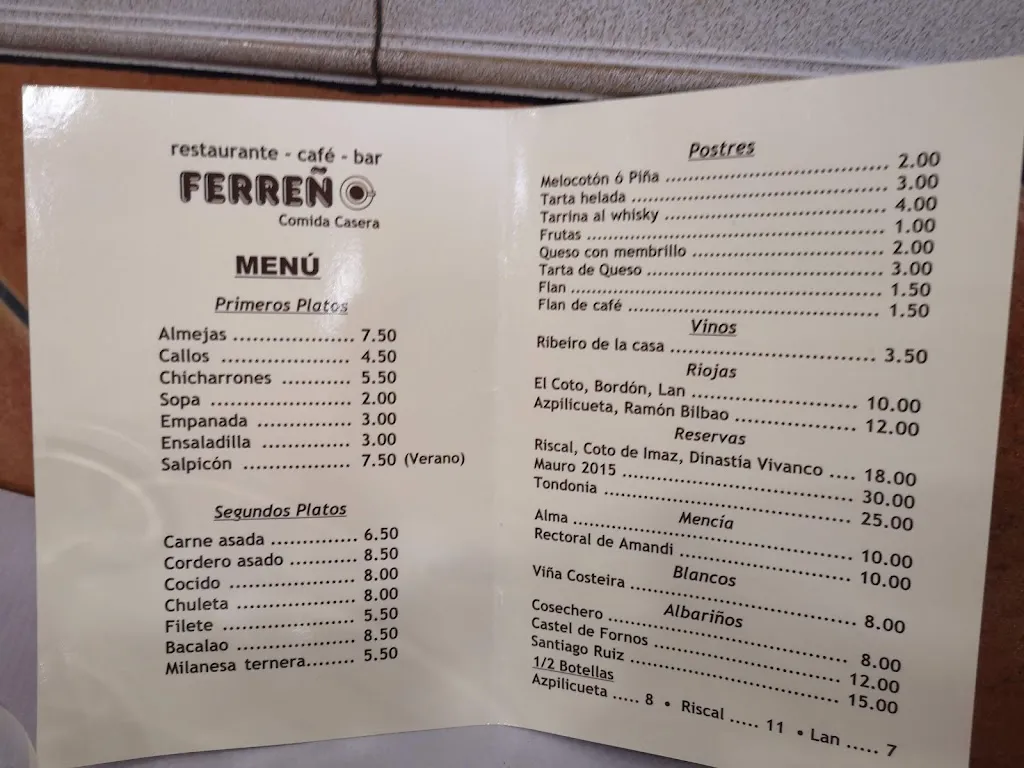 restaurante - café - bar
FERREÑO
Comida Casera
MENÚ
Primeros Platos
Almejas ................... 7.50
Callos .................... 4.50
Chicharrones ........... 5.50
Sopa ...................... 2.00
Empanada ................ 3.00
Ensaladilla .............. 3.00
Salpicón ................. 7.50 (Verano)
Segundos Platos
Carne asada .............. 6.50
Cordero asado ........... 8.50
Cocido .................... 8.00
Chuleta ................... 8.00
Filete ..................... 5.50
Bacalao ................... 8.50
Milanesa ternera........ 5.50
Postres
Melocotón ó Piña .................................... 2.00
Tarta helada ......................................... 3.00
Tarrina al whisky .................................... 4.00
Frutas ................................................ 1.00
Queso con membrillo ............................... 2.00
Tarta de Queso ...................................... 3.00
Flan ................................................... 1.50
Flan de café ......................................... 1.50
Vinos
Ribeiro de la casa ................................. 3.50
Riojas
El Coto, Bordón, Lan ........................... 10.00
Azpilicueta, Ramón Bilbao .................... 12.00
Reservas
Riscal, Coto de Imaz, Dinastía Vivanco .... 18.00
Mauro 2015 ...................................... 30.00
Tondonia ......................................... 25.00
Mencía
Alma .............................................. 10.00
Rectoral de Amandi ............................ 10.00
Blancos
Viña Costeira .................................... 8.00
Albariños
Cosechero ........................................ 8.00
Castel de Fornos ............................... 12.00
Santiago Ruiz ................................... 15.00
1/2 Botellas
Azpilicueta ..... 8 • Riscal ..... 11 • Lan ..... 7